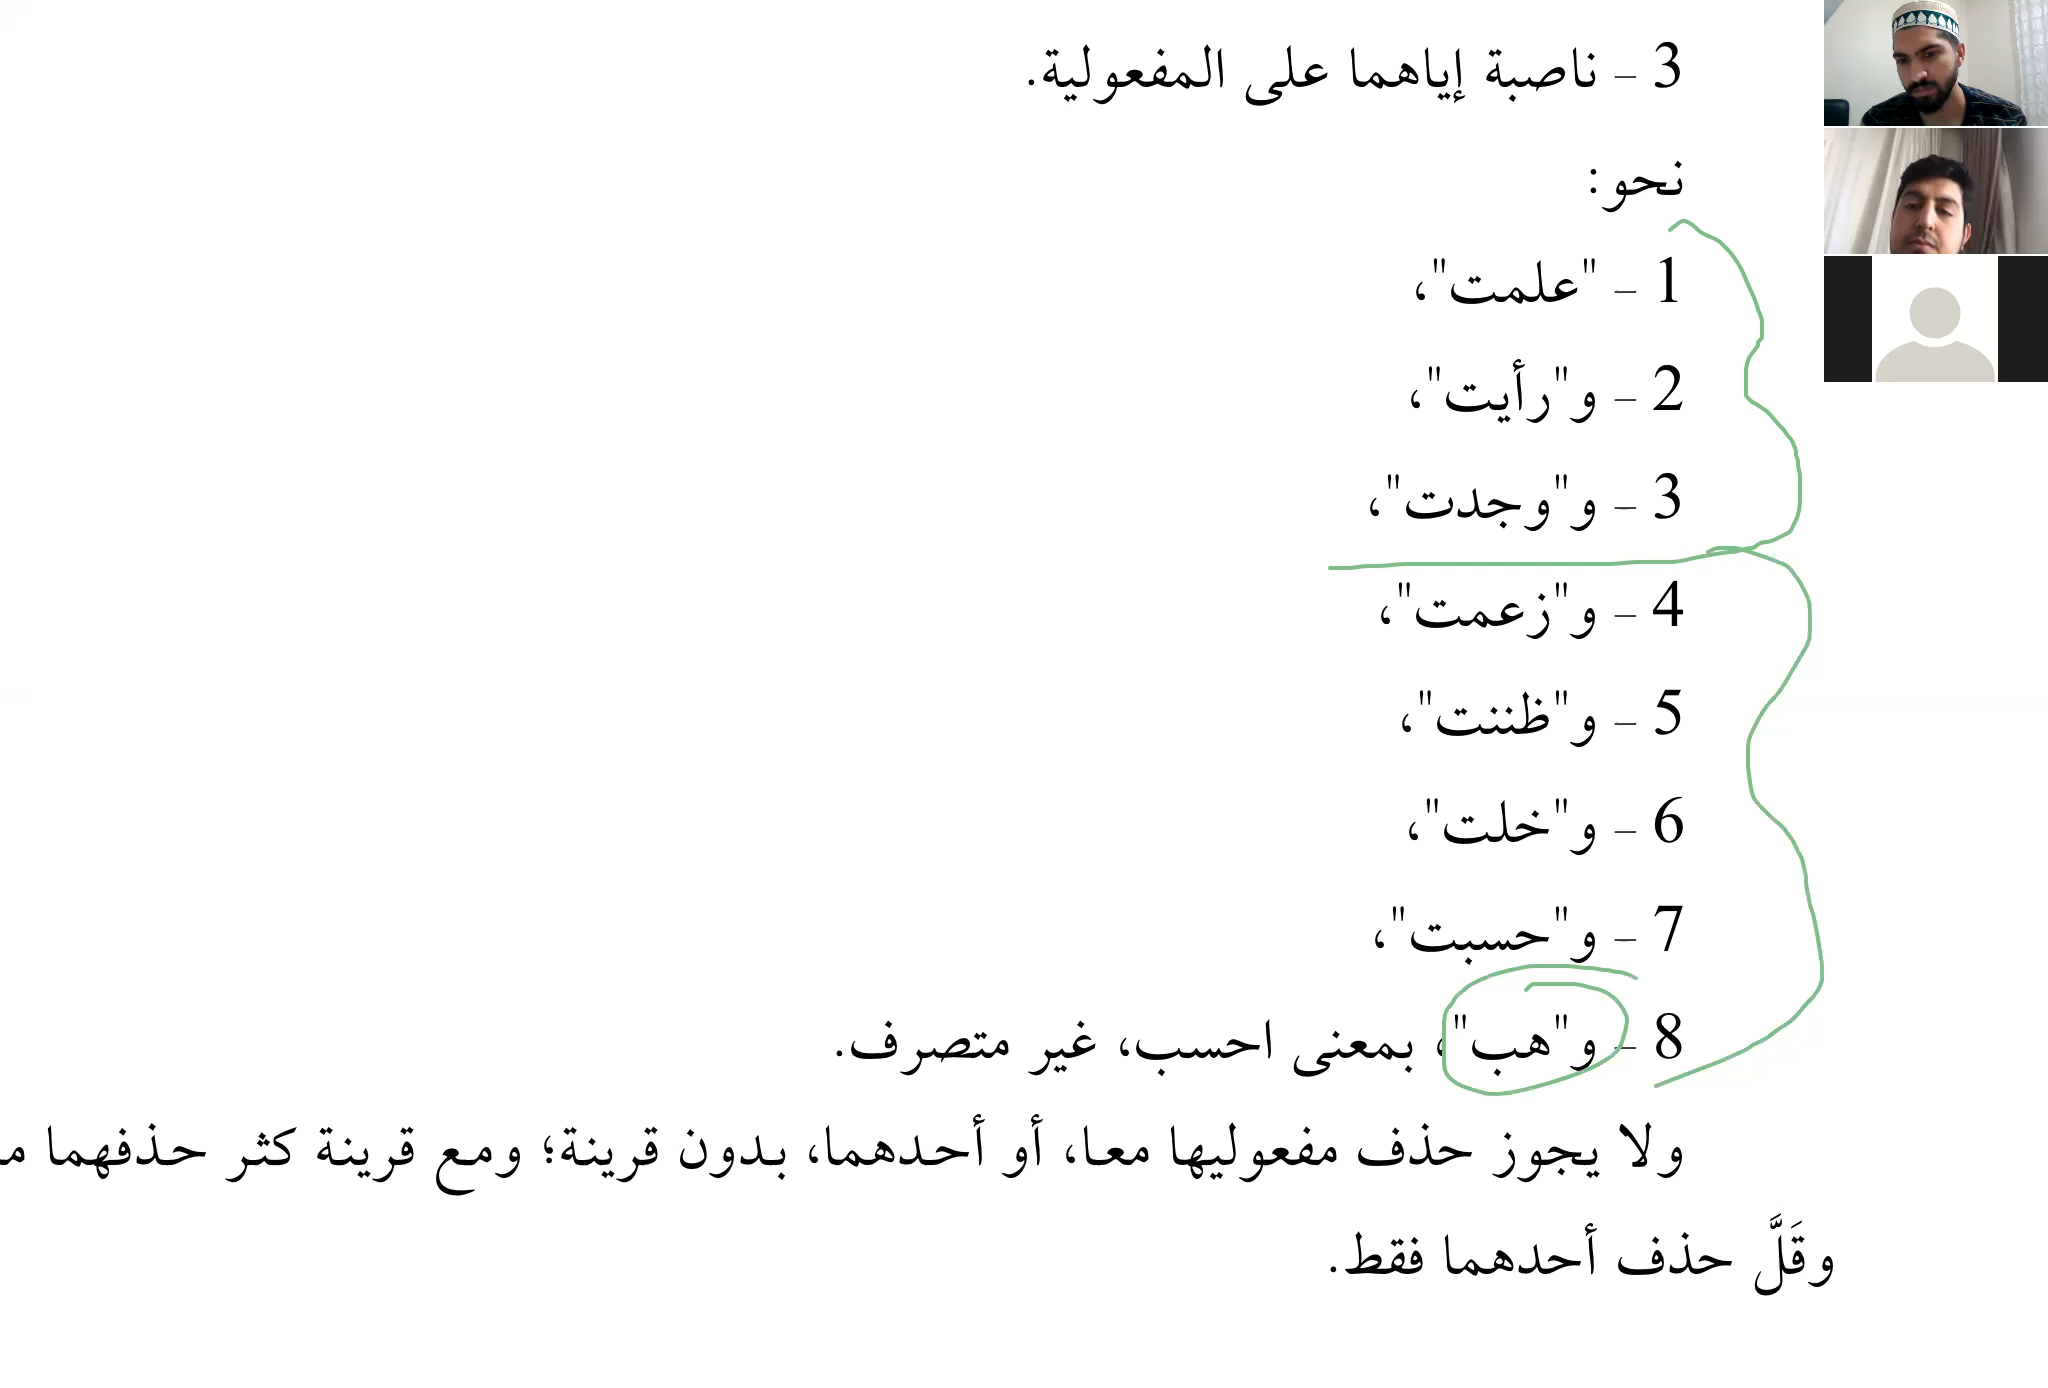 3 – ناصبة إياهما على المفعولية.
نحو:
1 – "علمت"،
2 – و"رأيت"،
3 – و"وجدت"،
4 – و"زعمت"،
5 – و"ظننت"،
6 – و"خلت"،
7 – و"حسبت"،
8 – و"هب"، بمعنى احسب، غير متصرف.
ولا يجوز حذف مفعوليها معا، أو أحدهما، بدون قرينة؛ ومع قرينة كثر حذفهما
وقَلَّ حذف أحدهما فقط.